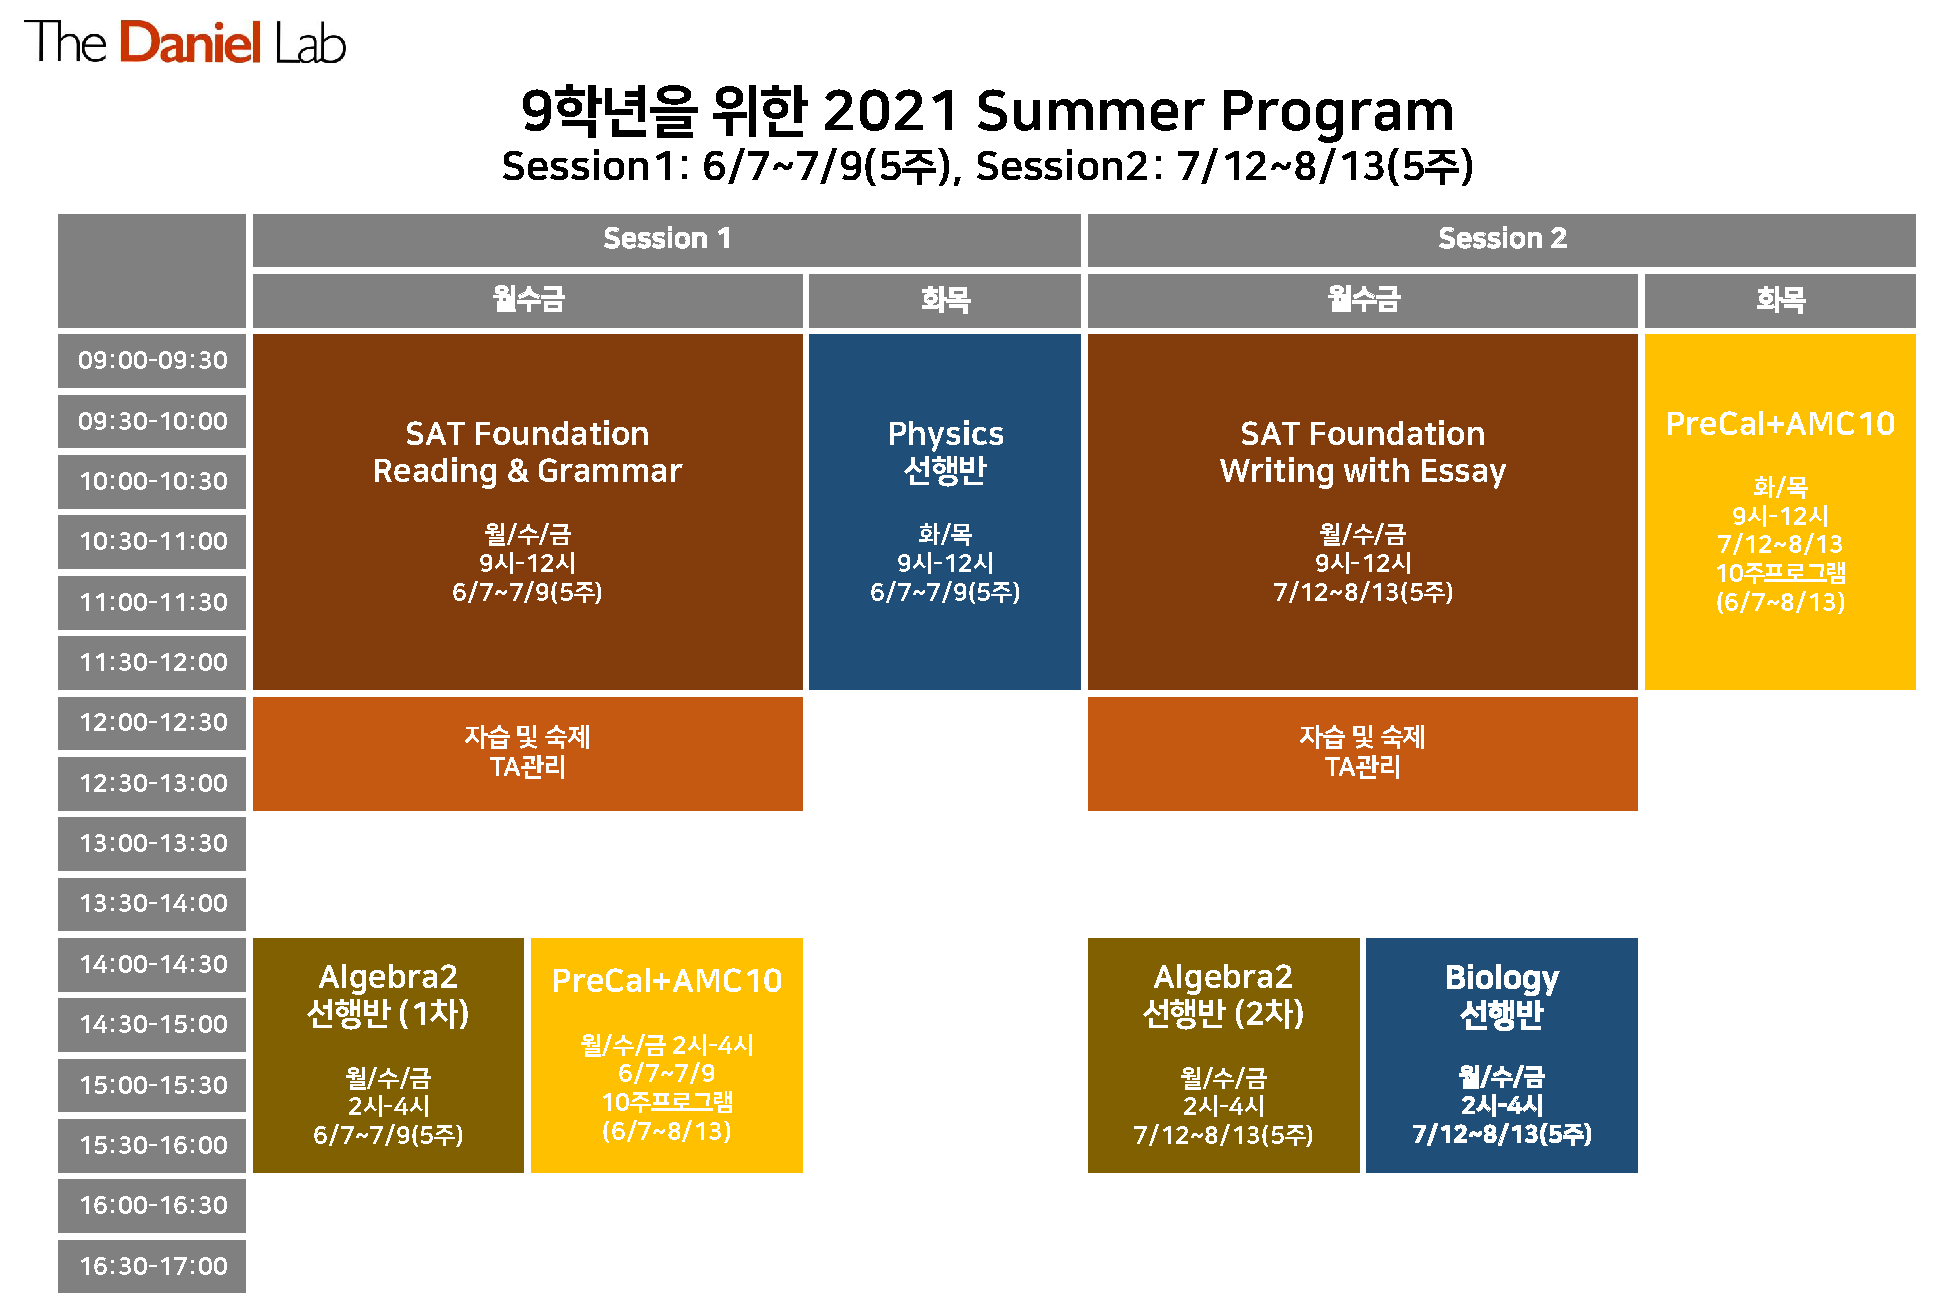 The Daniel Lab
9학년을 위한 2021 Summer Program
Session1: 6/7~7/9(5주), Session2: 7/12~8/13(5주)
Session 1
Session 2
월수금
화목
월수금
화목
09:00-09:30
09:30-10:00
10:00-10:30
10:30-11:00
11:00-11:30
11:30-12:00
12:00-12:30
12:30-13:00
13:00-13:30
13:30-14:00
14:00-14:30
14:30-15:00
15:00-15:30
15:30-16:00
16:00-16:30
16:30-17:00
SAT Foundation
Reading & Grammar
월/수/금
9시-12시
6/7~7/9(5주)
Physics
선행반
화/목
9시-12시
6/7~7/9(5주)
SAT Foundation
Writing with Essay
월/수/금
9시-12시
7/12~8/13(5주)
PreCal+AMC10
화/목
9시-12시
7/12~8/13
10주프로그램
(6/7~8/13)
자습 및 숙제
TA관리
자습 및 숙제
TA관리
Algebra2
선행반 (1차)
월/수/금
2시-4시
6/7~7/9(5주)
PreCal+AMC10
월/수/금 2시-4시
6/7~7/9
10주프로그램
(6/7~8/13)
Algebra2
선행반 (2차)
월/수/금
2시-4시
7/12~8/13(5주)
Biology
선행반
월/수/금
2시-4시
7/12~8/13(5주)